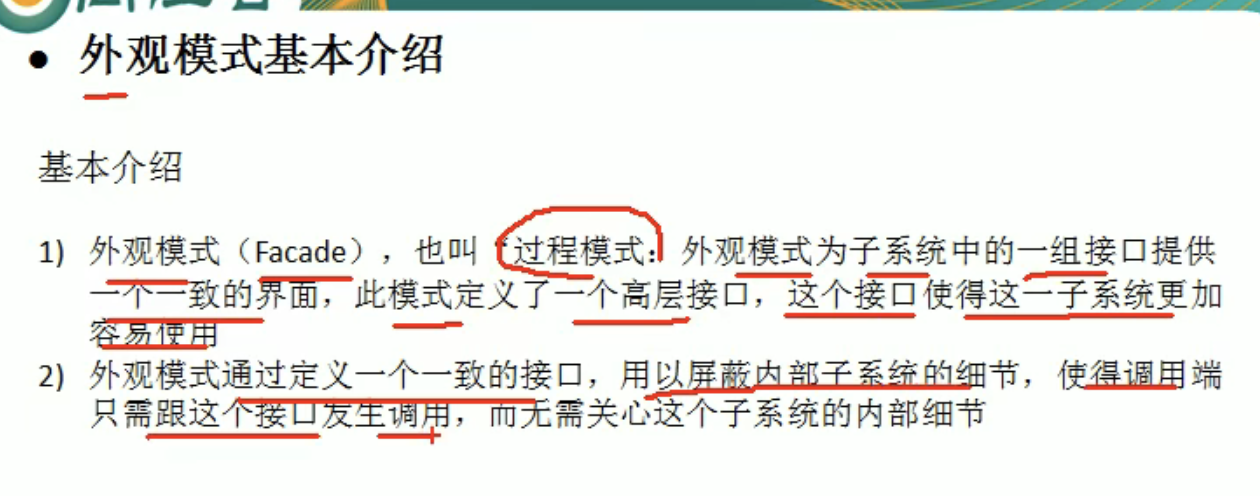 ● 外观模式基本介绍
基本介绍
1) 外观模式（Facade），也叫“过程模式：外观模式为子系统中的一组接口提供
一个一致的界面，此模式定义了一个高层接口，这个接口使得这一子系统更加
容易使用
2) 外观模式通过定义一个一致的接口，用以屏蔽内部子系统的细节，使得调用端
只需跟这个接口发生调用，而无需关心这个子系统的内部细节